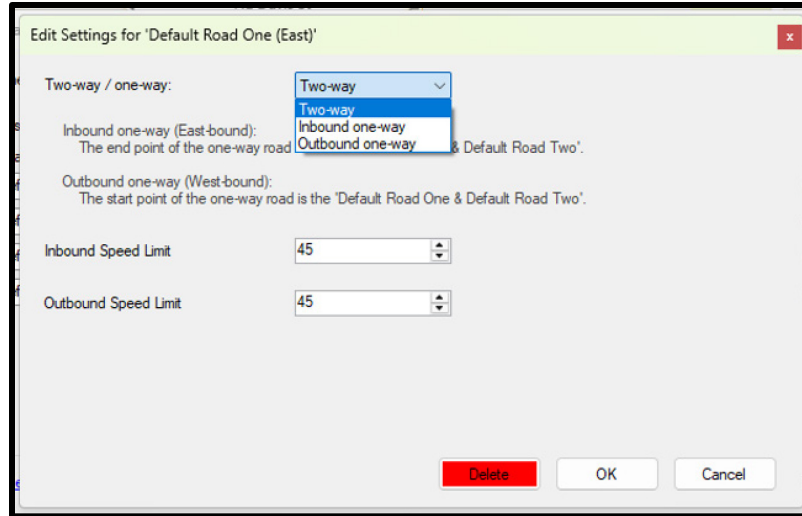 Edit Settings for 'Default Road One (East)'
x
Two-way / one-way:
Two-way
Two-way
Inbound one-way
Outbound one-way
Inbound one-way (East-bound):
The end point of the one-way road & Default Road Two'.
Outbound one-way (West-bound):
The start point of the one-way road is the 'Default Road One & Default Road Two'.
Inbound Speed Limit
45
Outbound Speed Limit
45
Delete
OK
Cancel